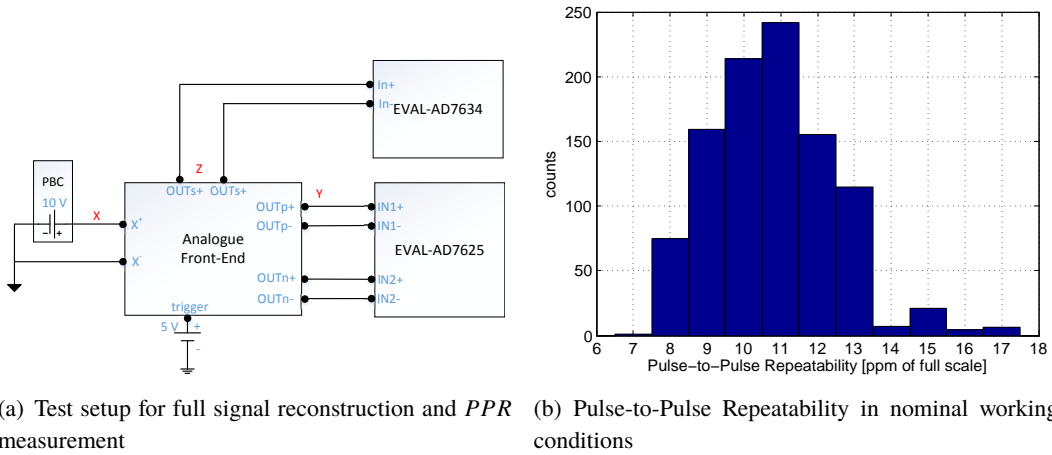 In+
In-
EVAL-AD7634
Z
OUTs+ OUTs+
PBC
10 V
- +
X
X+
X-
Analogue
Front-End
OUTp+
OUTp-
OUTn+
OUTn-
Y
IN1+
IN1-
EVAL-AD7625
IN2+
IN2-
trigger
5 V +
-
250
200
150
100
50
0
counts
6 7 8 9 10 11 12 13 14 15 16 17 18
Pulse−to−Pulse Repeatability [ppm of full scale]
(a) Test setup for full signal reconstruction and PPR
measurement
(b) Pulse-to-Pulse Repeatability in nominal working
conditions